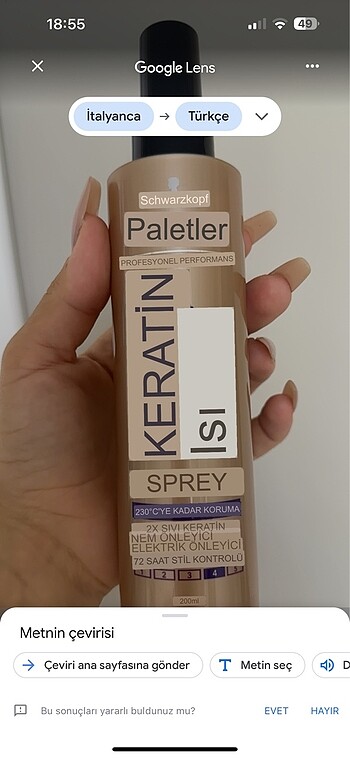 18:55
49
Google Lens
İtalyanca → Türkçe
Schwarzkopf
Paletler
PROFESYONEL PERFORMANS
KERATİN
ISI
SPREY
230°C'YE KADAR KORUMA
2X SIVI KERATİN
NEM ÖNLEYİCİ
ELEKTRİK ÖNLEYİCİ
72 SAAT STİL KONTROLÜ
1 2 3 4 5
200ml
Metnin çevirisi
Çeviri ana sayfasına gönder
Metin seç
D
Bu sonuçları yararlı buldunuz mu?
EVET
HAYIR